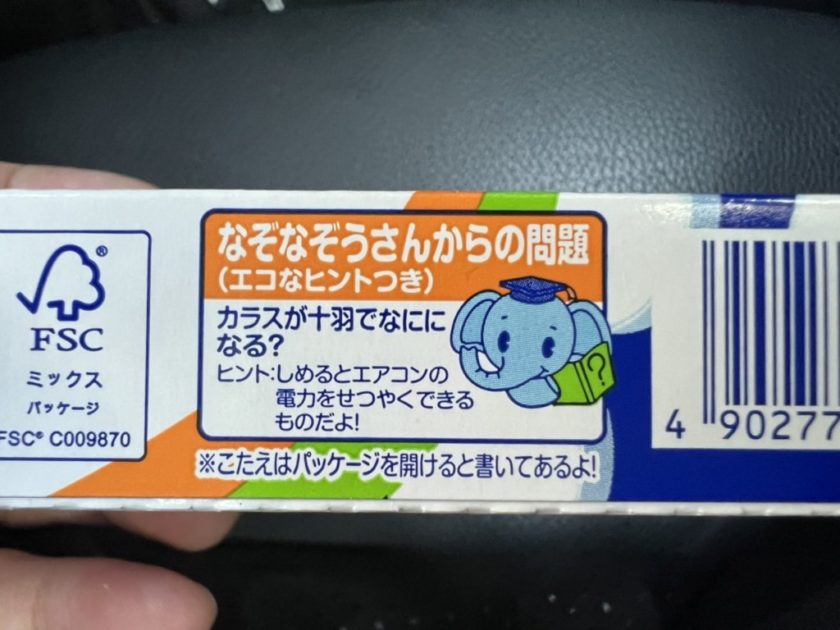 なぞなぞうさんからの問題
(エコなヒントつき)
カラスが十羽でなにに
なる?
ヒント:しめるとエアコンの
電力をせつやくできる
ものだよ!
?
※こたえはパッケージを開けると書いてあるよ!
®
FSC
ミックス
パッケージ
FSC® C009870
4 90277